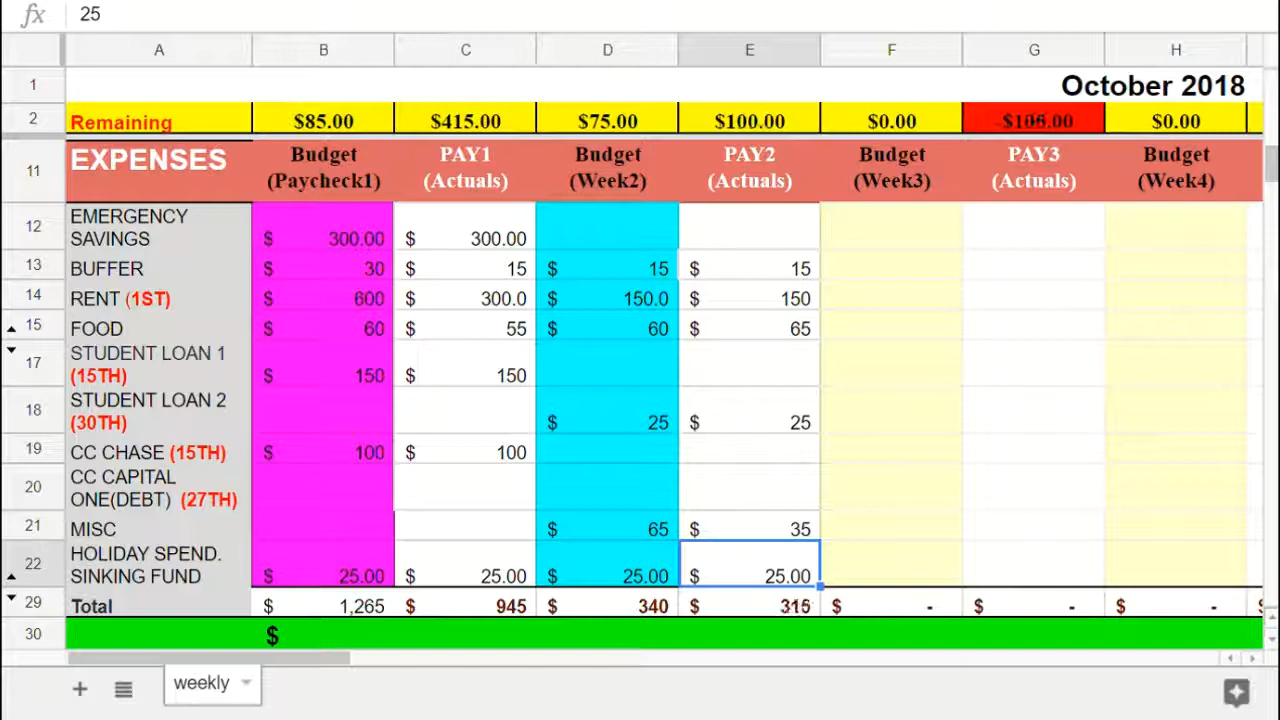 fx 25
A B C D E F G H
1 October 2018
2 Remaining $85.00 $415.00 $75.00 $100.00 $0.00 -$106.00 $0.00
11 EXPENSES Budget (Paycheck1) PAY1 (Actuals) Budget (Week2) PAY2 (Actuals) Budget (Week3) PAY3 (Actuals) Budget (Week4)
12 EMERGENCY SAVINGS $ 300.00 $ 300.00
13 BUFFER $ 30 $ 15 $ 15 $ 15
14 RENT (1ST) $ 600 $ 300.0 $ 150.0 $ 150
15 FOOD $ 60 $ 55 $ 60 $ 65
17 STUDENT LOAN 1 (15TH) $ 150 $ 150
18 STUDENT LOAN 2 (30TH) $ 25 $ 25
19 CC CHASE (15TH) $ 100 $ 100
20 CC CAPITAL ONE(DEBT) (27TH)
21 MISC $ 65 $ 35
22 HOLIDAY SPEND. SINKING FUND $ 25.00 $ 25.00 $ 25.00 $ 25.00
29 Total $ 1,265 $ 945 $ 340 $ 315 $ - $ - $ - $
30 $
weekly